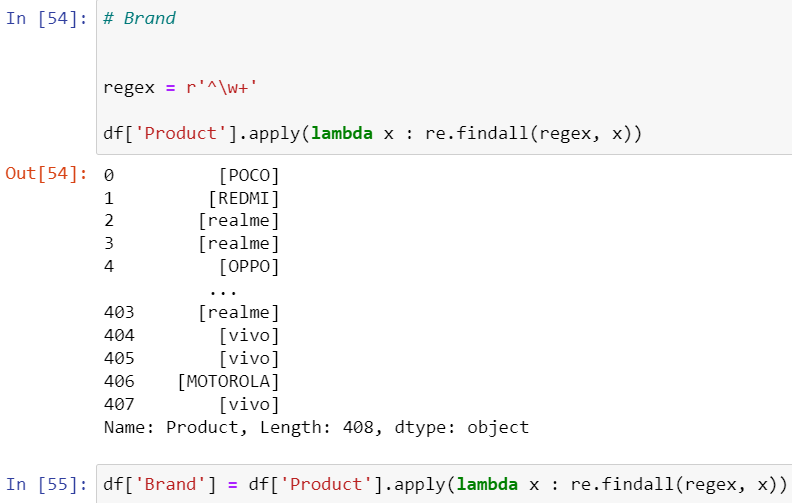 In [54]: # Brand
regex = r'^\w+'
df['Product'].apply(lambda x : re.findall(regex, x))
Out[54]: 0 [POCO]
1 [REDMI]
2 [realme]
3 [realme]
4 [OPPO]
...
403 [realme]
404 [vivo]
405 [vivo]
406 [MOTOROLA]
407 [vivo]
Name: Product, Length: 408, dtype: object
In [55]: df['Brand'] = df['Product'].apply(lambda x : re.findall(regex, x))